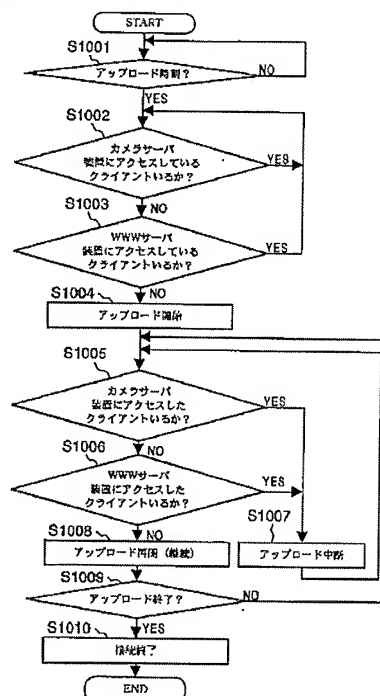 START
S1001
アップロード時刻?
NO
YES
S1002
カメラサーバ
装置にアクセスしている
クライアントいるか?
YES
NO
S1003
WWWサーバ
装置にアクセスしている
クライアントいるか?
YES
NO
S1004
アップロード開始
S1005
カメラサーバ
装置にアクセスした
クライアントいるか?
YES
NO
S1006
WWWサーバ
装置にアクセスした
クライアントいるか?
YES
NO
S1007
アップロード中断
S1008
アップロード再開(継続)
S1009
アップロード終了?
NO
YES
S1010
接続終了
END